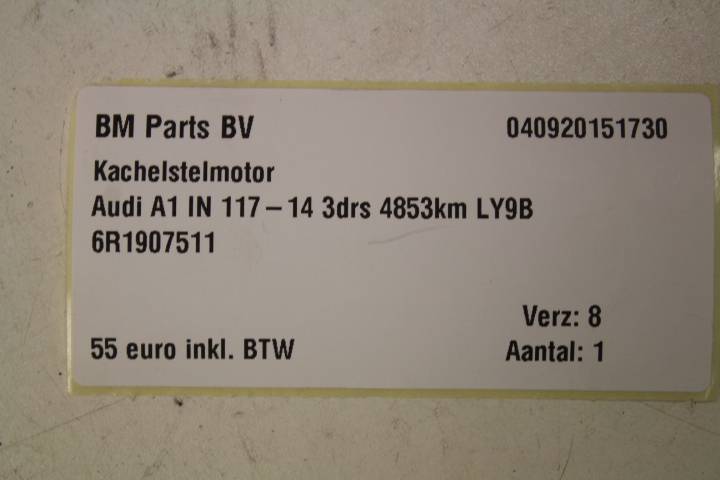 BM Parts BV 040920151730
Kachelstelmotor
Audi A1 IN 117 – 14 3drs 4853km LY9B
6R1907511
Verz: 8
55 euro inkl. BTW Aantal: 1